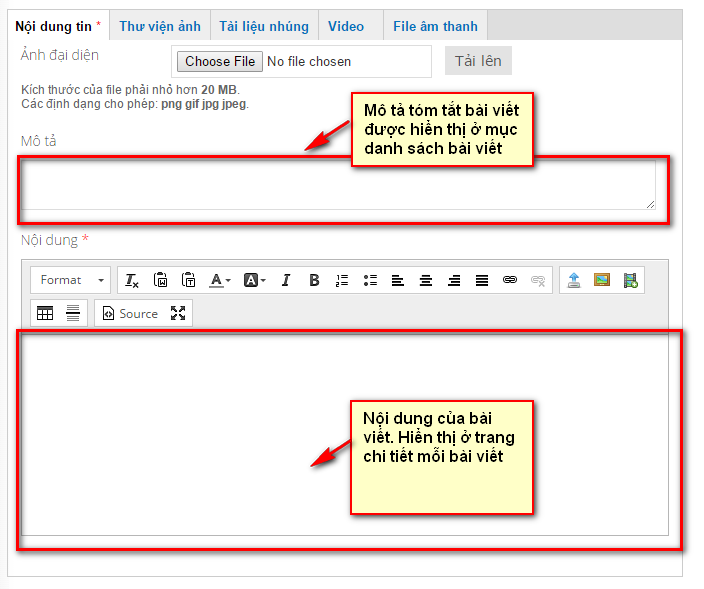 Nội dung tin * Thư viện ảnh Tải liệu nhúng Video File âm thanh
Ảnh đại diện Choose File No file chosen Tải lên
Kích thước của file phải nhỏ hơn 20 MB.
Các định dạng cho phép: png gif jpg jpeg.
Mô tả tóm tắt bài viết
được hiển thị ở mục
danh sách bài viết
Mô tả
Nội dung *
Format
Source
Nội dung của bài
viết. Hiển thị ở trang
chi tiết mỗi bài viết